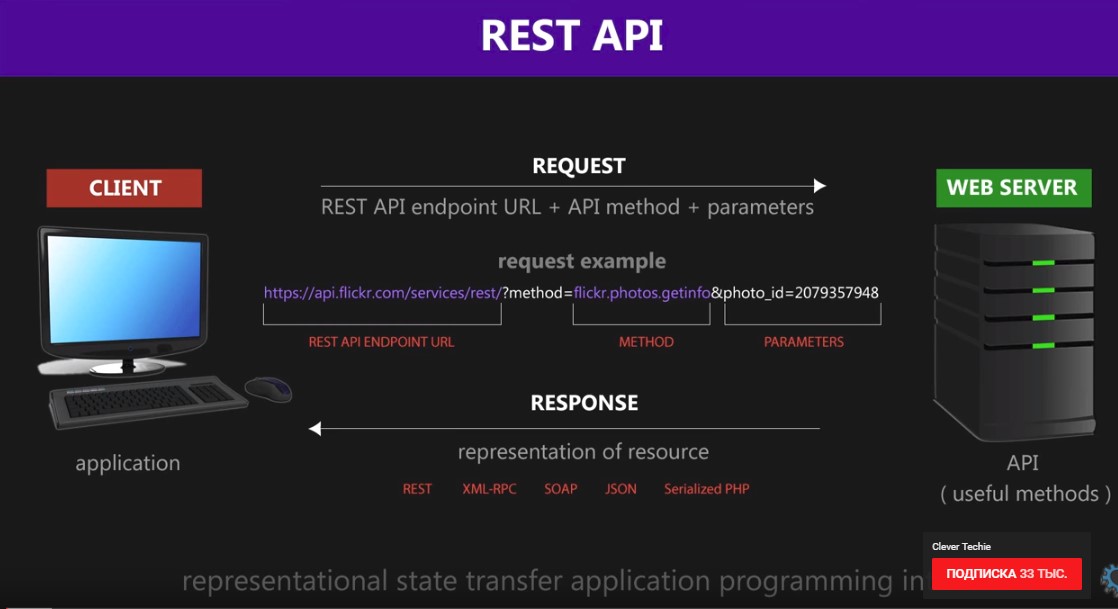 REST API
CLIENT
REQUEST
REST API endpoint URL + API method + parameters
WEB SERVER
request example
https://api.flickr.com/services/rest/?method=flickr.photos.getinfo&photo_id=2079357948
REST API ENDPOINT URL
METHOD
PARAMETERS
RESPONSE
representation of resource
REST XML-RPC SOAP JSON Serialized PHP
application
API
( useful methods )
Clever Techie
ПОДПИСКА 33 ТЫС.
representational state transfer application programming in